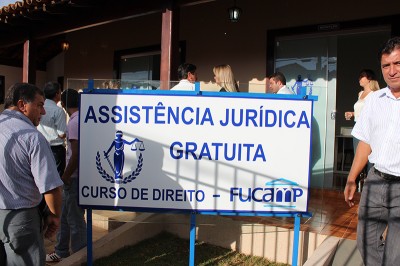 ASSISTÊNCIA JURÍDICA
GRATUITA
CURSO DE DIREITO - FUCAMP